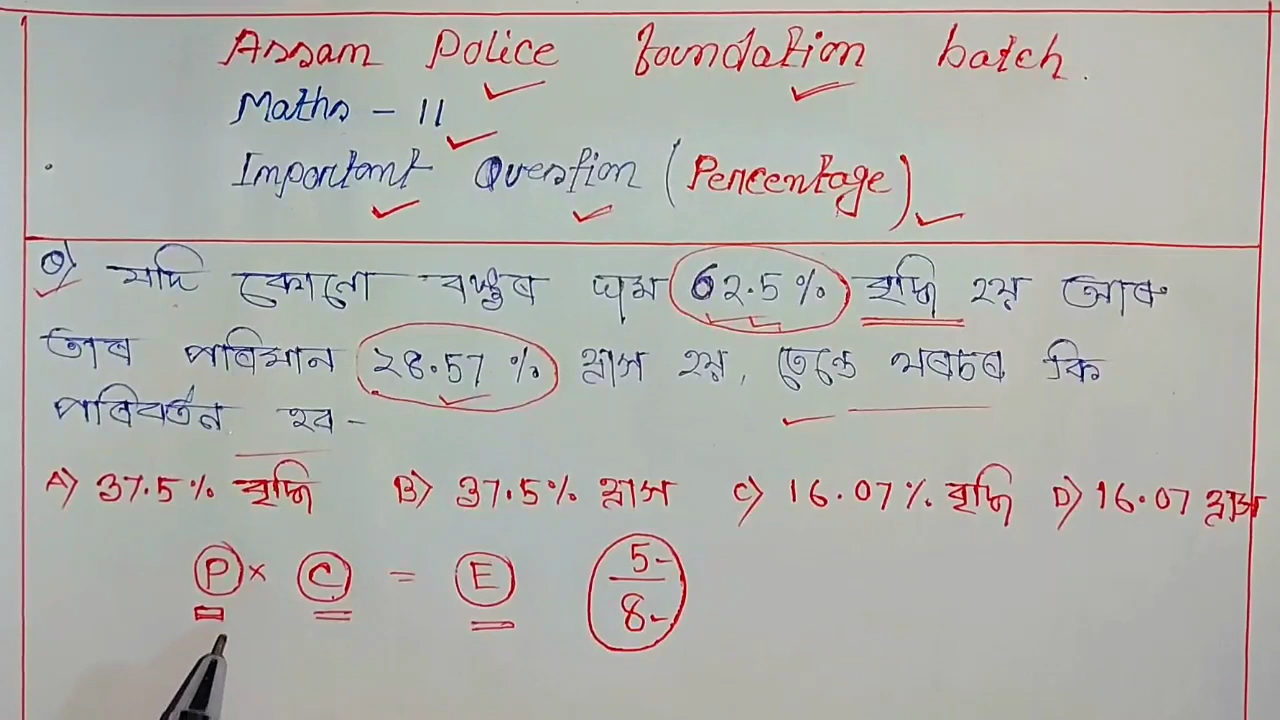 Assam Police foundation batch.
Maths - 11
Important Question (Percentage)
Q) যদি কোনো বস্তুৰ দাম 62.5% বৃদ্ধি হয় আৰু
তাৰ পৰিমান 28.57% হ্ৰাস হয়, তেন্তে খৰচৰ কি
পৰিবৰ্তন হব -
A) 37.5% বৃদ্ধি B) 37.5% হ্ৰাস C) 16.07% বৃদ্ধি D) 16.07 হ্ৰাস
P × C = E 5/8